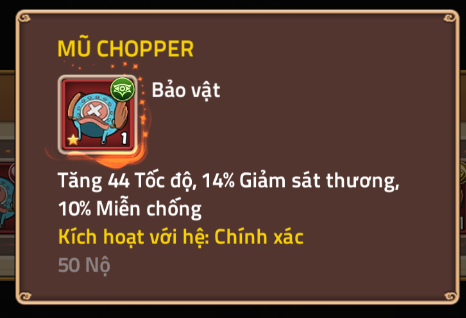 MŨ CHOPPER
Bảo vật
1
Tăng 44 Tốc độ, 14% Giảm sát thương,
10% Miễn chống
Kích hoạt với hệ: Chính xác
50 Nộ